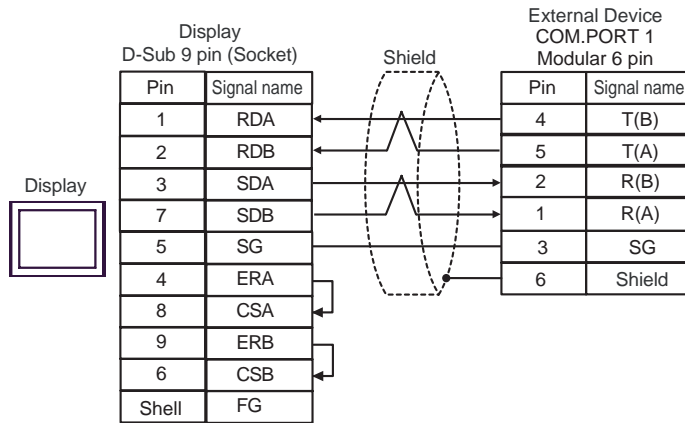 Display
D-Sub 9 pin (Socket)
Shield
External Device
COM.PORT 1
Modular 6 pin
Pin Signal name Pin Signal name
1 RDA 4 T(B)
2 RDB 5 T(A)
Display
3 SDA 2 R(B)
7 SDB 1 R(A)
5 SG 3 SG
4 ERA 6 Shield
8 CSA
9 ERB
6 CSB
Shell FG